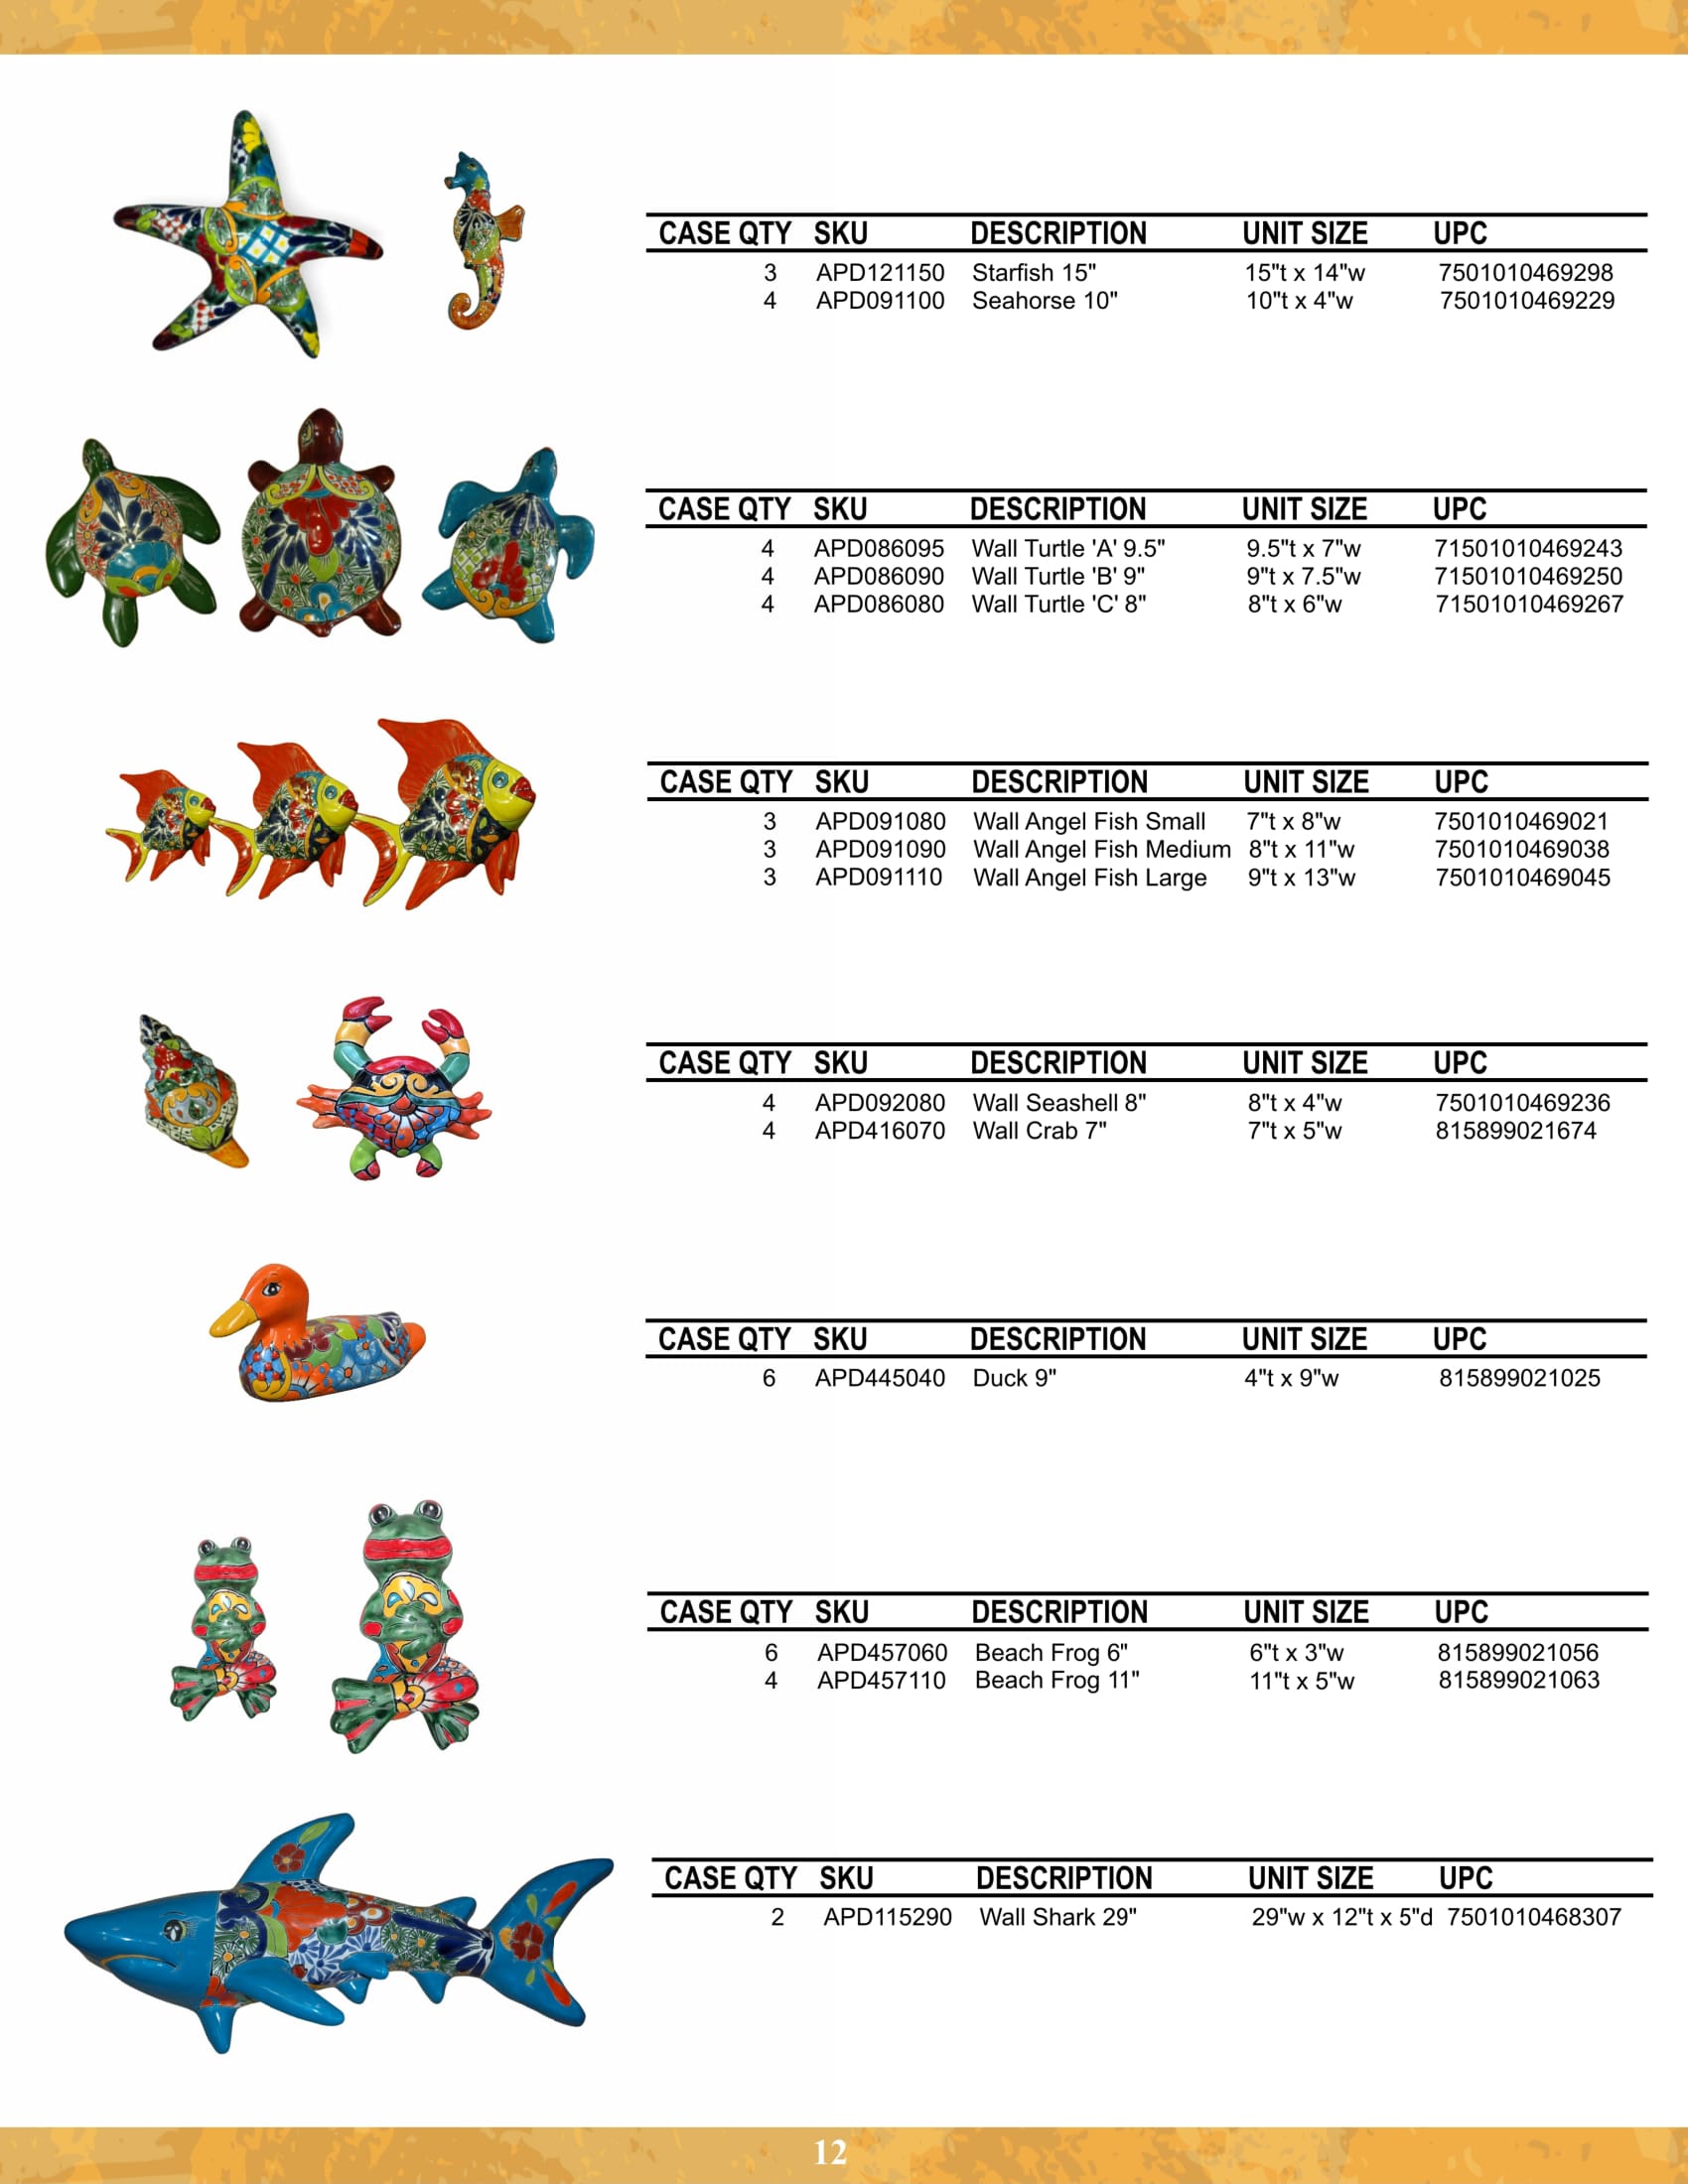 CASE QTY SKU DESCRIPTION UNIT SIZE UPC
3 APD121150 Starfish 15" 15"t x 14"w 7501010469298
4 APD091100 Seahorse 10" 10"t x 4"w 7501010469229
CASE QTY SKU DESCRIPTION UNIT SIZE UPC
4 APD086095 Wall Turtle 'A' 9.5" 9.5"t x 7"w 71501010469243
4 APD086090 Wall Turtle 'B' 9" 9"t x 7.5"w 71501010469250
4 APD086080 Wall Turtle 'C' 8" 8"t x 6"w 71501010469267
CASE QTY SKU DESCRIPTION UNIT SIZE UPC
3 APD091080 Wall Angel Fish Small 7"t x 8"w 7501010469021
3 APD091090 Wall Angel Fish Medium 8"t x 11"w 7501010469038
3 APD091110 Wall Angel Fish Large 9"t x 13"w 7501010469045
CASE QTY SKU DESCRIPTION UNIT SIZE UPC
4 APD092080 Wall Seashell 8" 8"t x 4"w 7501010469236
4 APD416070 Wall Crab 7" 7"t x 5"w 815899021674
CASE QTY SKU DESCRIPTION UNIT SIZE UPC
6 APD445040 Duck 9" 4"t x 9"w 815899021025
CASE QTY SKU DESCRIPTION UNIT SIZE UPC
6 APD457060 Beach Frog 6" 6"t x 3"w 815899021056
4 APD457110 Beach Frog 11" 11"t x 5"w 815899021063
CASE QTY SKU DESCRIPTION UNIT SIZE UPC
2 APD115290 Wall Shark 29" 29"w x 12"t x 5"d 7501010468307
12